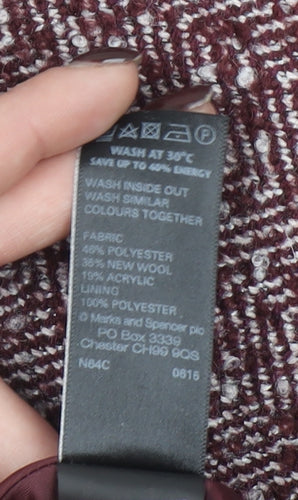 P
WASH AT 30°C
SAVE UP TO 40% ENERGY
WASH INSIDE OUT
WASH SIMILAR
COLOURS TOGETHER
FABRIC
46% POLYESTER
35% NEW WOOL
19% ACRYLIC
LINING
100% POLYESTER
© Marks and Spencer plc
PO Box 3339
Chester CH99 9QS
N64C 0815